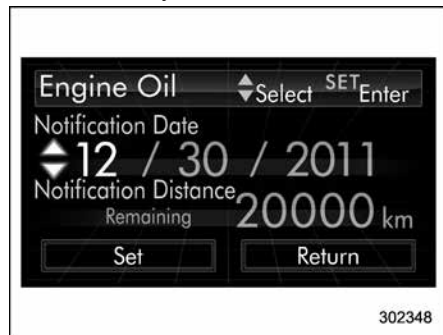 Engine Oil Select SET Enter
Notification Date
12 / 30 / 2011
Notification Distance
Remaining 20000 km
Set Return
302348